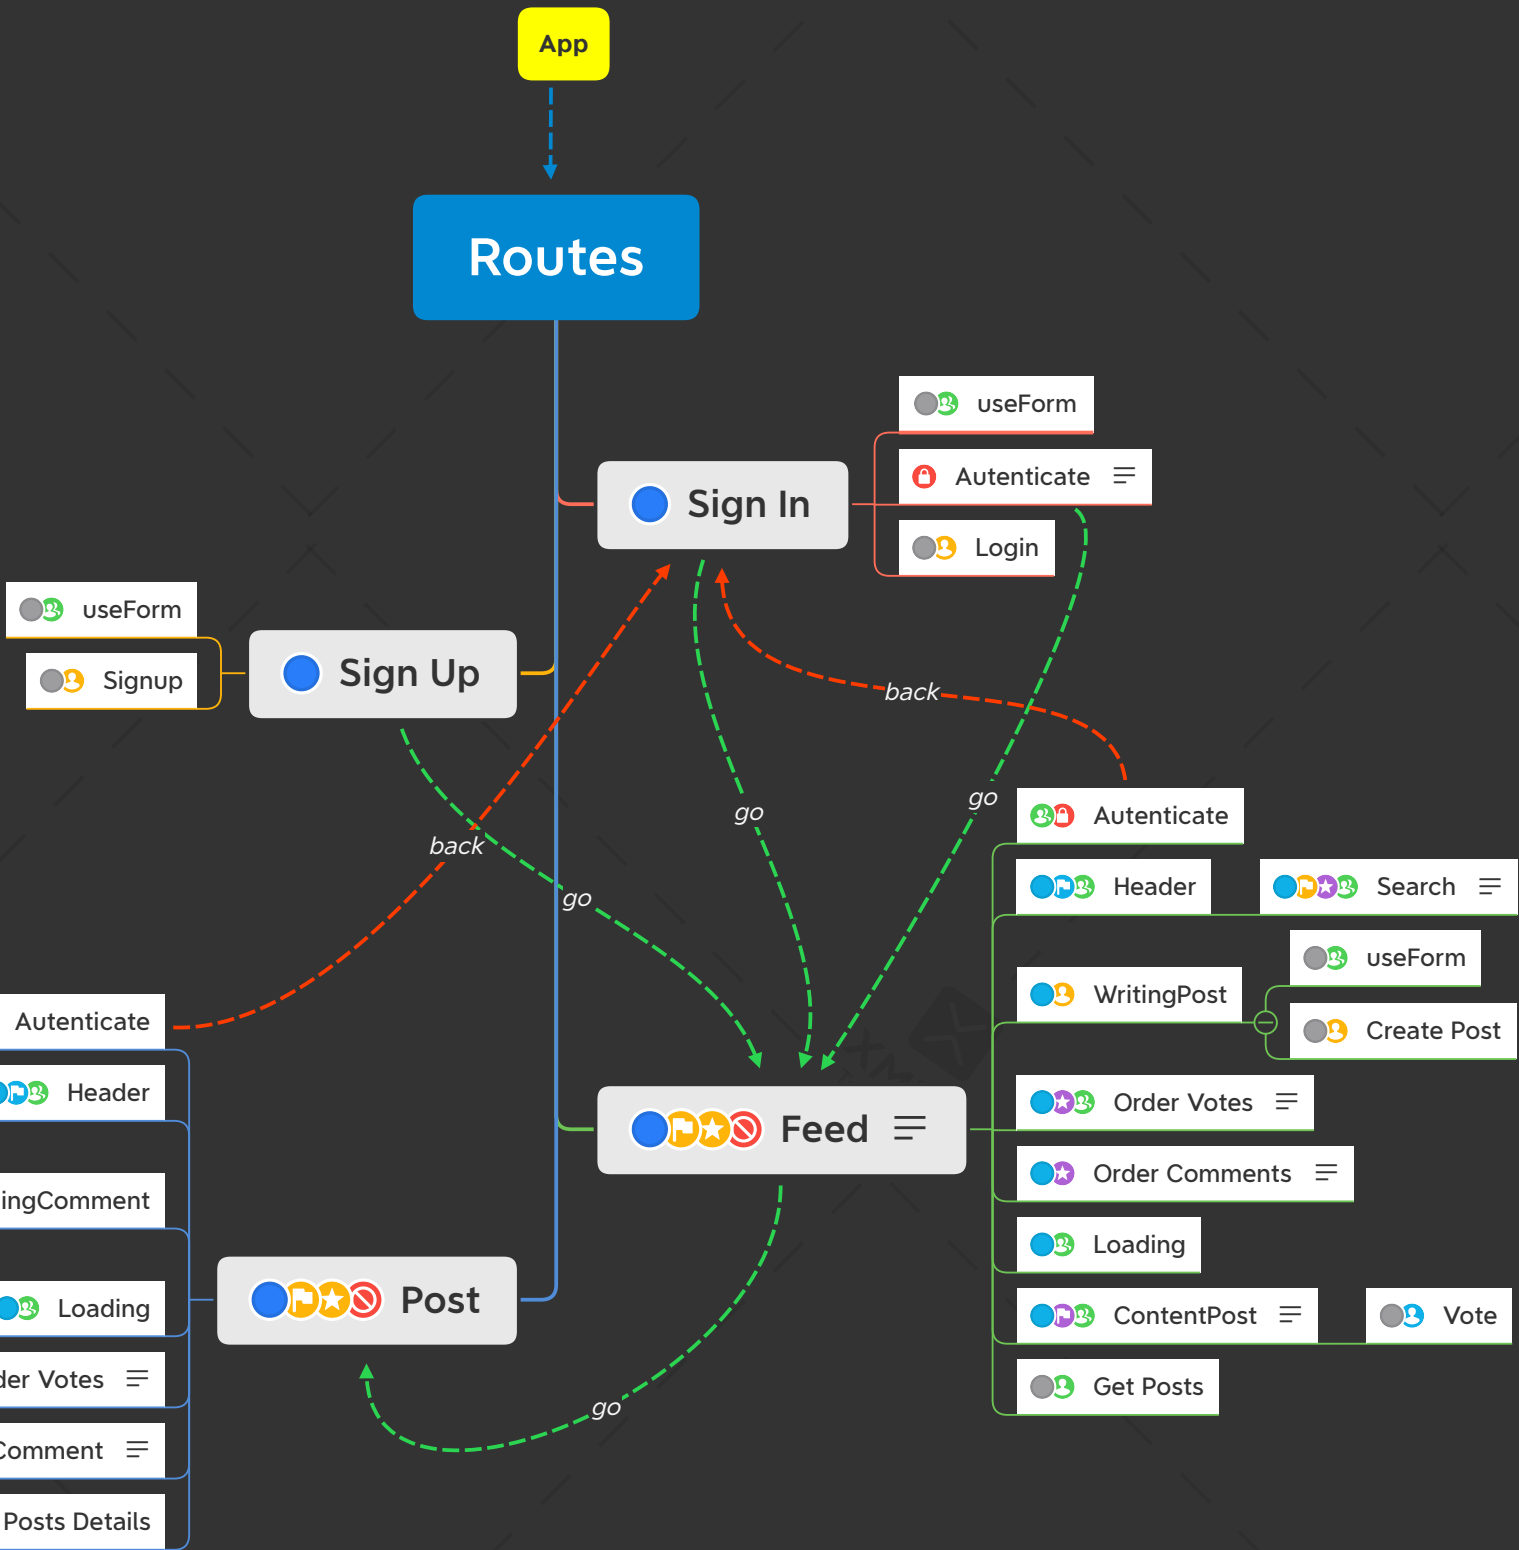 App
Routes
useForm
Autenticate
Sign In
Login
useForm
Signup
Sign Up
back
go
go
back
go
Autenticate
Header
Search
useForm
WritingPost
Create Post
Order Votes
Feed
Order Comments
Loading
ContentPost
Vote
Get Posts
Autenticate
Header
ingComment
Loading
Post
der Votes
go
Comment
Posts Details